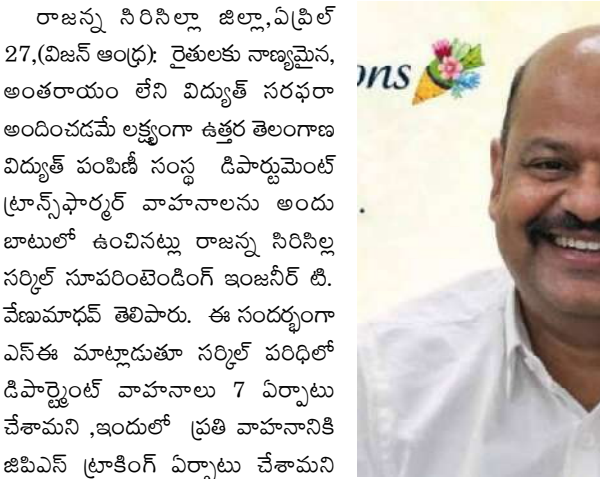 రాజన్న సిరిసిల్లా జిల్లా,ఏప్రిల్
27,(విజన్ ఆంధ్ర): రైతులకు నాణ్యమైన,
అంతరాయం లేని విద్యుత్ సరఫరా
అందించడమే లక్ష్యంగా ఉత్తర తెలంగాణ
విద్యుత్ పంపిణీ సంస్థ డిపార్టుమెంట్
ట్రాన్స్‌ఫార్మర్ వాహనాలను అందు
బాటులో ఉంచినట్లు రాజన్న సిరిసిల్ల
సర్కిల్ సూపరింటెండింగ్ ఇంజనీర్ టి.
వేణుమాధవ్ తెలిపారు. ఈ సందర్భంగా
ఎస్ఈ మాట్లాడుతూ సర్కిల్ పరిధిలో
డిపార్ట్మెంట్ వాహనాలు 7 ఏర్పాటు
చేశామని ,ఇందులో ప్రతి వాహనానికి
జిపిఎస్ ట్రాకింగ్ ఏర్పాటు చేశామని
ons